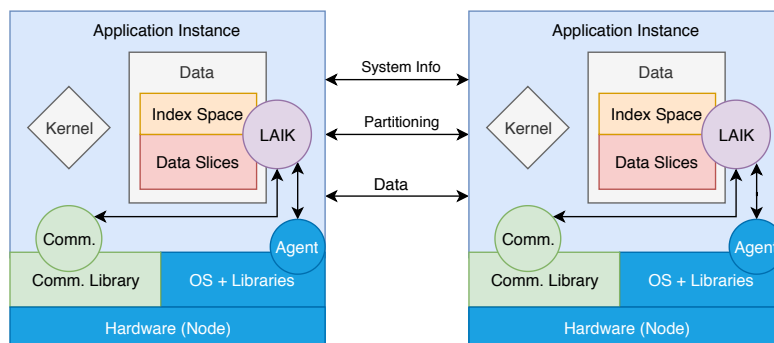 Application Instance
Data
Index Space
LAIK
Kernel
Data Slices
Comm.
Agent
Comm. Library
OS + Libraries
Hardware (Node)
System Info
Partitioning
Data
Application Instance
Data
Index Space
LAIK
Kernel
Data Slices
Comm.
Agent
Comm. Library
OS + Libraries
Hardware (Node)